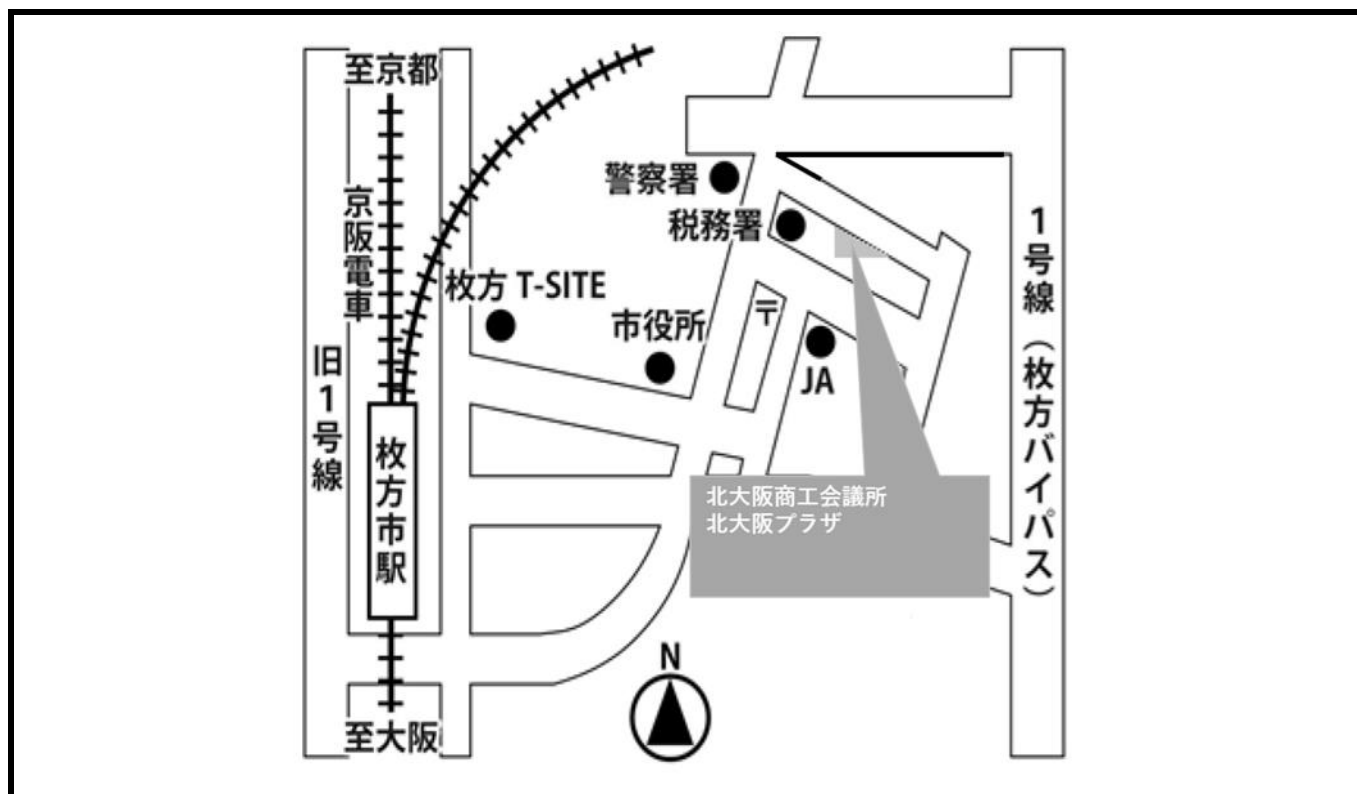 至京都
京阪電車
旧1号線
枚方市駅
至大阪
枚方 T-SITE
市役所
警察署
税務署
〒
JA
北大阪商工会議所
北大阪プラザ
1号線（枚方バイパス）
N